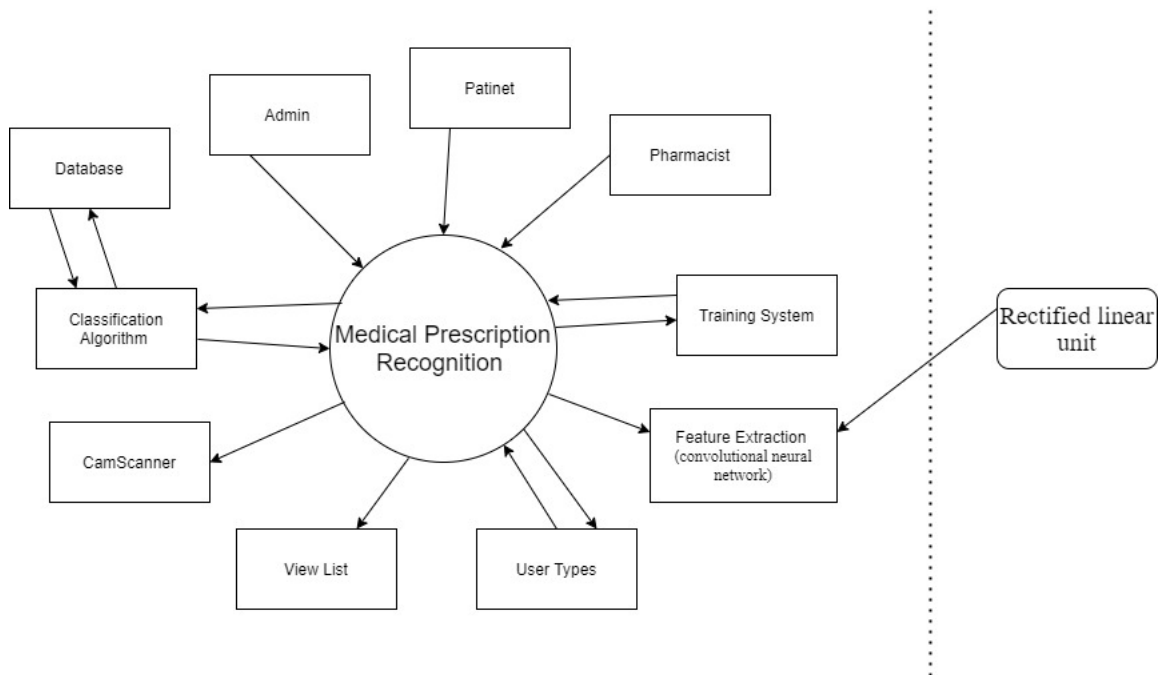 Patinet
Admin
Pharmacist
Database
Classification
Algorithm
Medical Prescription
Recognition
Training System
Rectified linear
unit
CamScanner
Feature Extraction
(convolutional neural
network)
View List
User Types